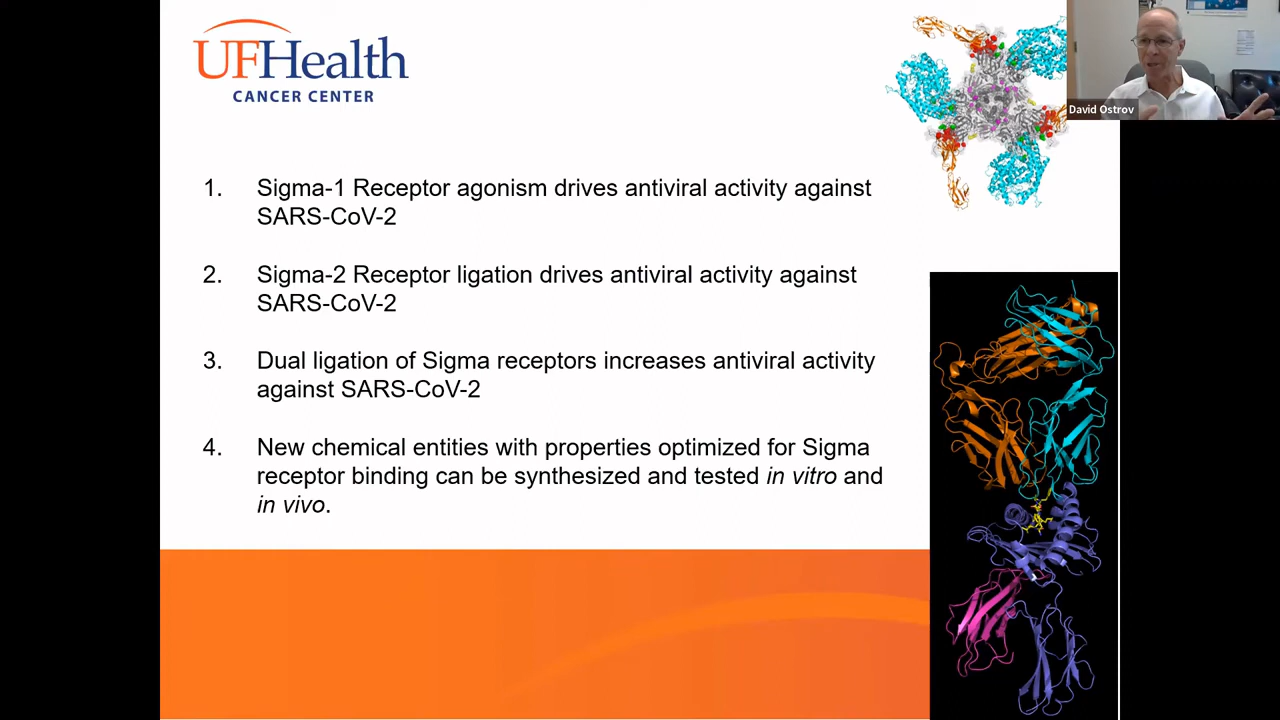 UFHealth
CANCER CENTER
David Ostrov
1. Sigma-1 Receptor agonism drives antiviral activity against
SARS-CoV-2
2. Sigma-2 Receptor ligation drives antiviral activity against
SARS-CoV-2
3. Dual ligation of Sigma receptors increases antiviral activity
against SARS-CoV-2
4. New chemical entities with properties optimized for Sigma
receptor binding can be synthesized and tested in vitro and
in vivo.